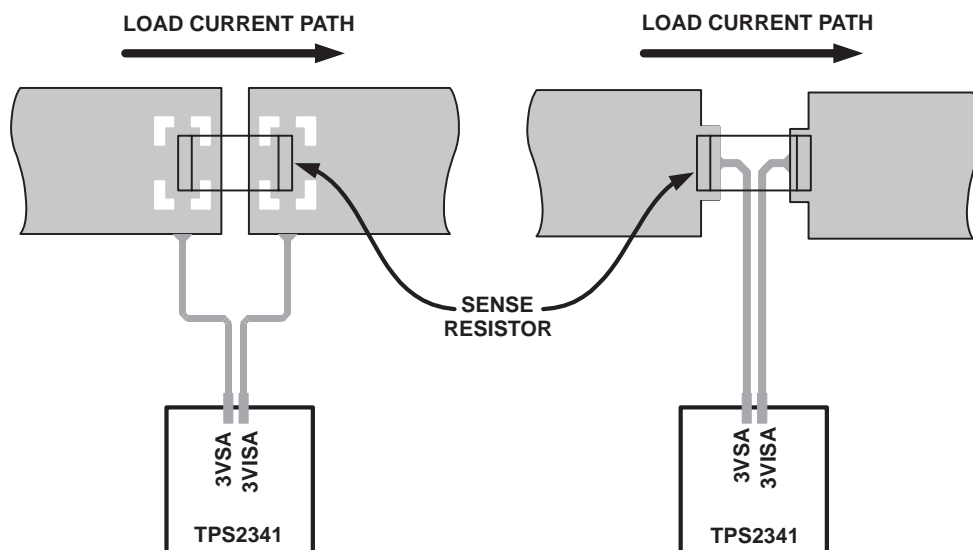 LOAD CURRENT PATH
LOAD CURRENT PATH
SENSE
RESISTOR
3VSA
3VISA
TPS2341
3VSA
3VISA
TPS2341